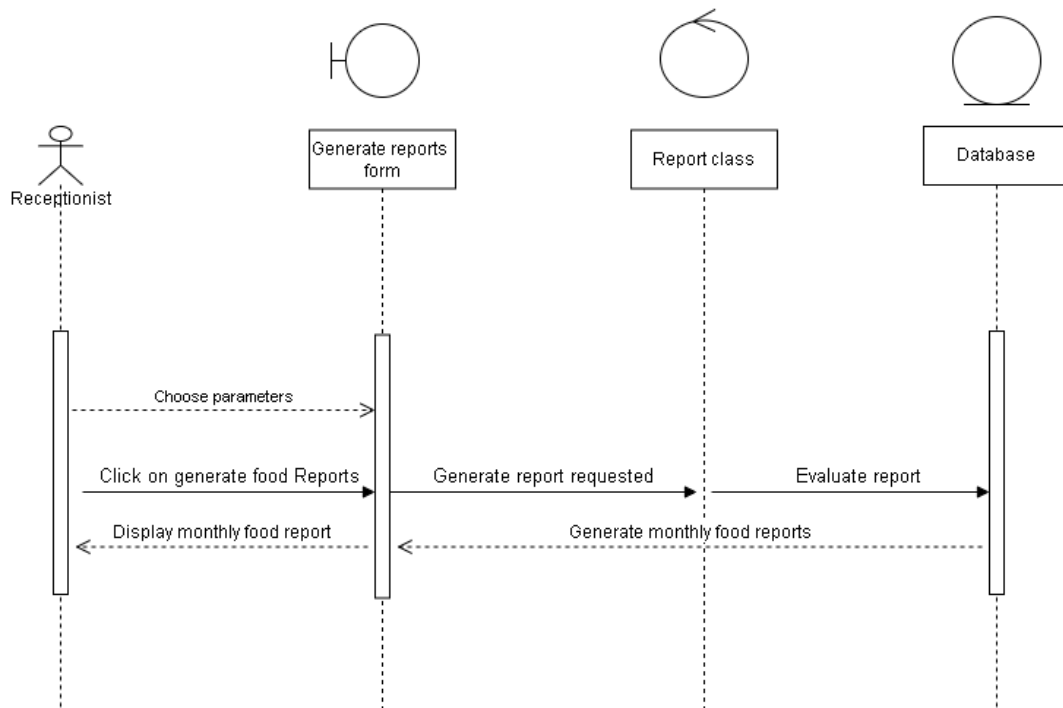 Generate reports
form
Report class
Database
Receptionist
Choose parameters
Click on generate food Reports
Generate report requested
Evaluate report
Display monthly food report
Generate monthly food reports